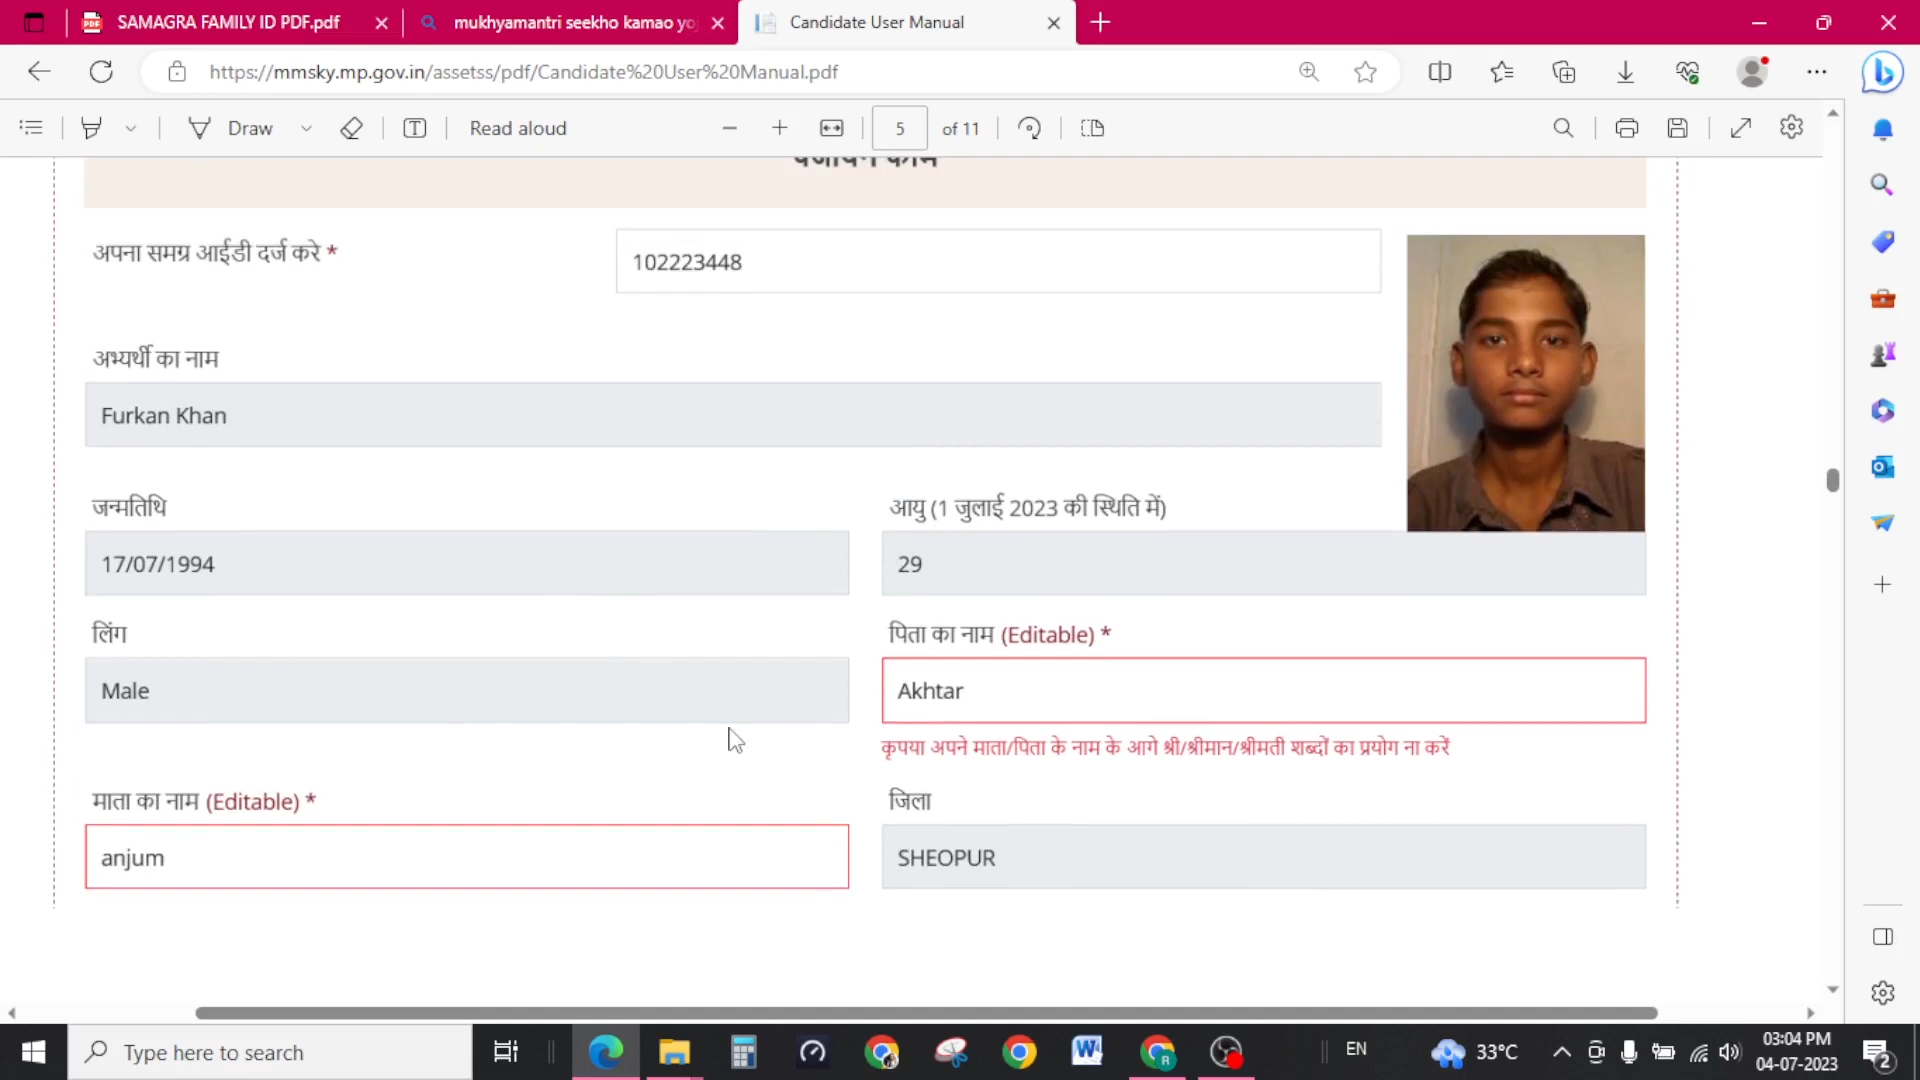 SAMAGRA FAMILY ID PDF.pdf
mukhyamantri seekho kamao yo
Candidate User Manual
https://mmsky.mp.gov.in/assetss/pdf/Candidate%20User%20Manual.pdf
Draw
Read aloud
5
of 11
पंजीयन फॉर्म
अपना समग्र आईडी दर्ज करे *
102223448
अभ्यर्थी का नाम
Furkan Khan
जन्मतिथि
आयु (1 जुलाई 2023 की स्थिति में)
17/07/1994
29
लिंग
पिता का नाम (Editable) *
Male
Akhtar
कृपया अपने माता/पिता के नाम के आगे श्री/श्रीमान/श्रीमती शब्दों का प्रयोग ना करें
माता का नाम (Editable) *
जिला
anjum
SHEOPUR
Type here to search
EN
33°C
03:04 PM
04-07-2023
2